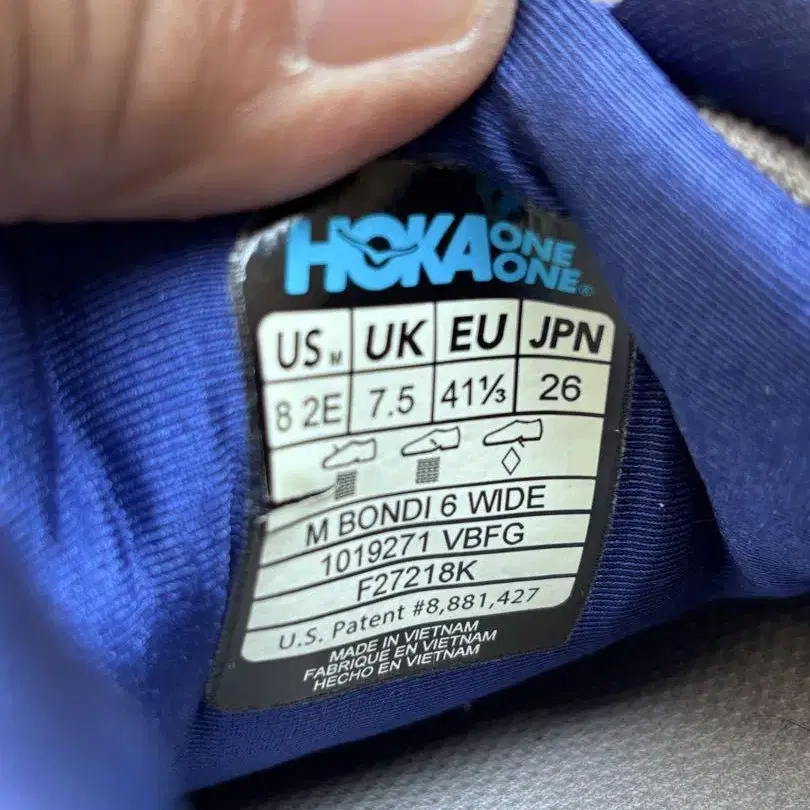 HOKA ONE ONE®
US M UK EU JPN
8 2E 7.5 41⅓ 26
M BONDI 6 WIDE
1019271 VBFG
F27218K
U.S. Patent #8,881,427
MADE IN VIETNAM
FABRIQUE EN VIETNAM
HECHO EN VIETNAM